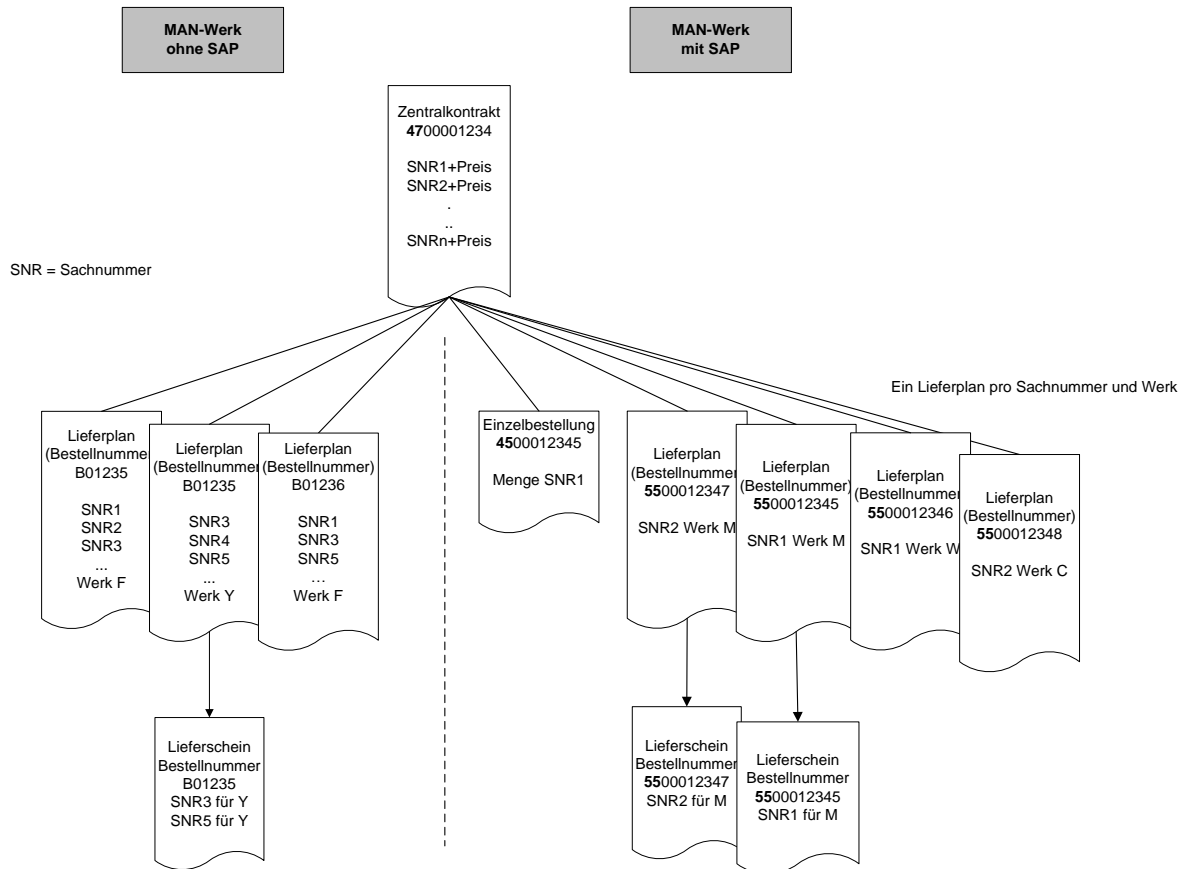 MAN-Werk
ohne SAP
MAN-Werk
mit SAP
Zentralkontrakt
4700001234
SNR1+Preis
SNR2+Preis
.
..
SNRn+Preis
SNR = Sachnummer
Ein Lieferplan pro Sachnummer und Werk
Lieferplan
(Bestellnummer
B01235
SNR1
SNR2
SNR3
...
Werk F
Lieferplan
(Bestellnummer)
B01235
SNR3
SNR4
SNR5
...
Werk Y
Lieferplan
(Bestellnummer)
B01236
SNR1
SNR3
SNR5
...
Werk F
Einzelbestellung
4500012345
Menge SNR1
Lieferplan
(Bestellnummer)
5500012347
SNR2 Werk M
Lieferplan
(Bestellnummer)
5500012345
SNR1 Werk M
Lieferplan
(Bestellnummer
5500012346
SNR1 Werk W
Lieferplan
(Bestellnummer)
5500012348
SNR2 Werk C
Lieferschein
Bestellnummer
B01235
SNR3 für Y
SNR5 für Y
Lieferschein
Bestellnummer
5500012347
SNR2 für M
Lieferschein
Bestellnummer
5500012345
SNR1 für M